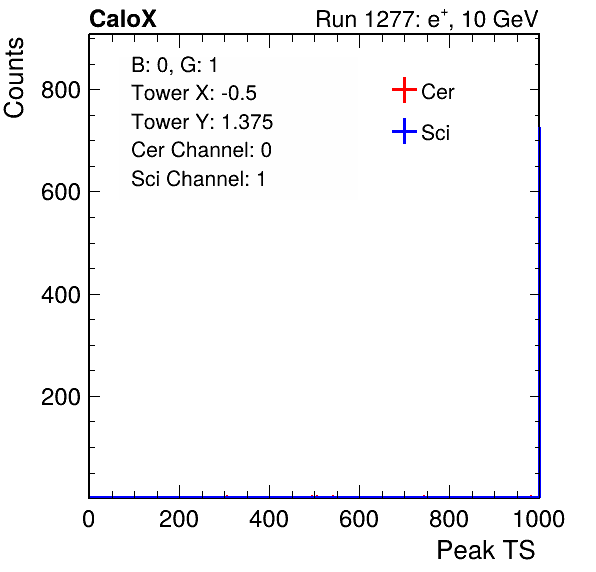 CaloX Run 1277: e⁺, 10 GeV
Counts
B: 0, G: 1
Tower X: -0.5
Tower Y: 1.375
Cer Channel: 0
Sci Channel: 1
Cer
Sci
800
600
400
200
0 200 400 600 800 1000
Peak TS